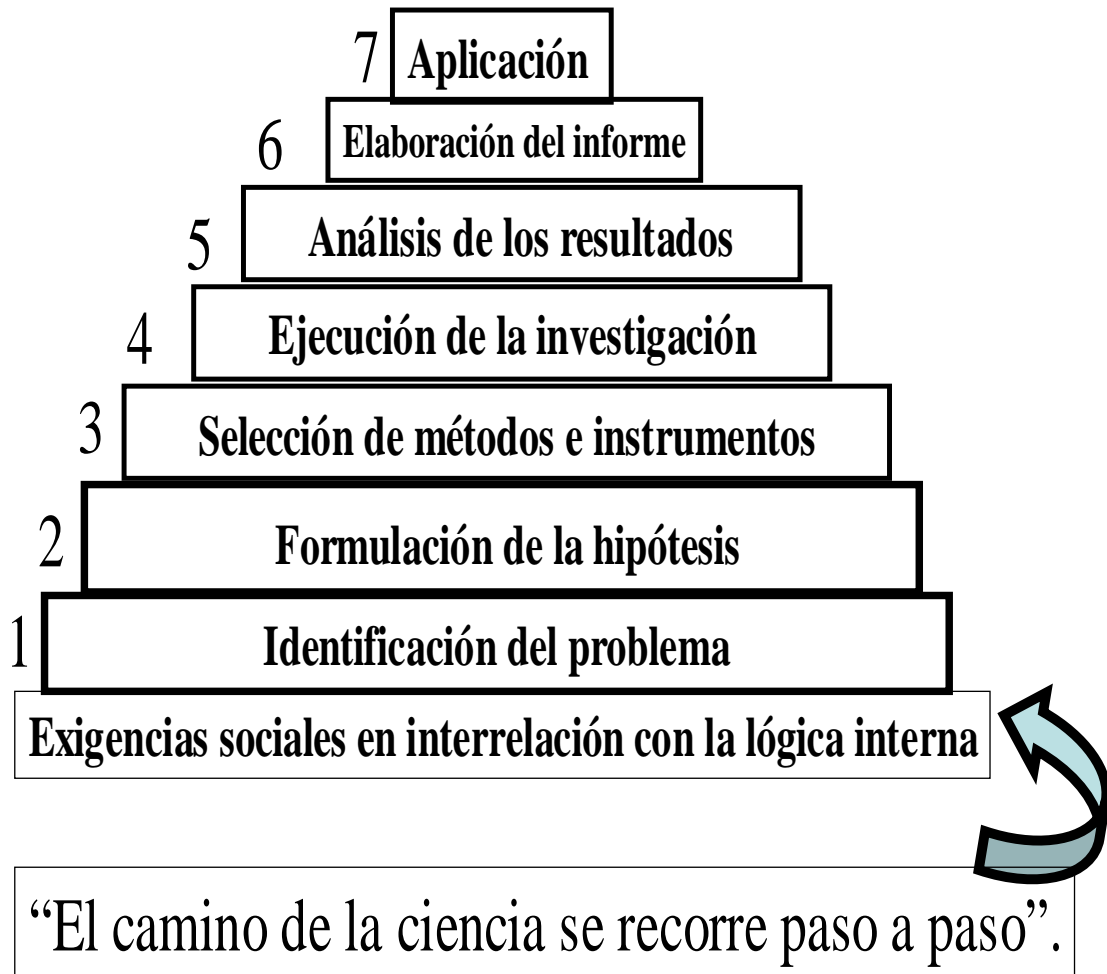 7 Aplicación
6 Elaboración del informe
5 Análisis de los resultados
4 Ejecución de la investigación
3 Selección de métodos e instrumentos
2 Formulación de la hipótesis
1 Identificación del problema
Exigencias sociales en interrelación con la lógica interna
“El camino de la ciencia se recorre paso a paso”.